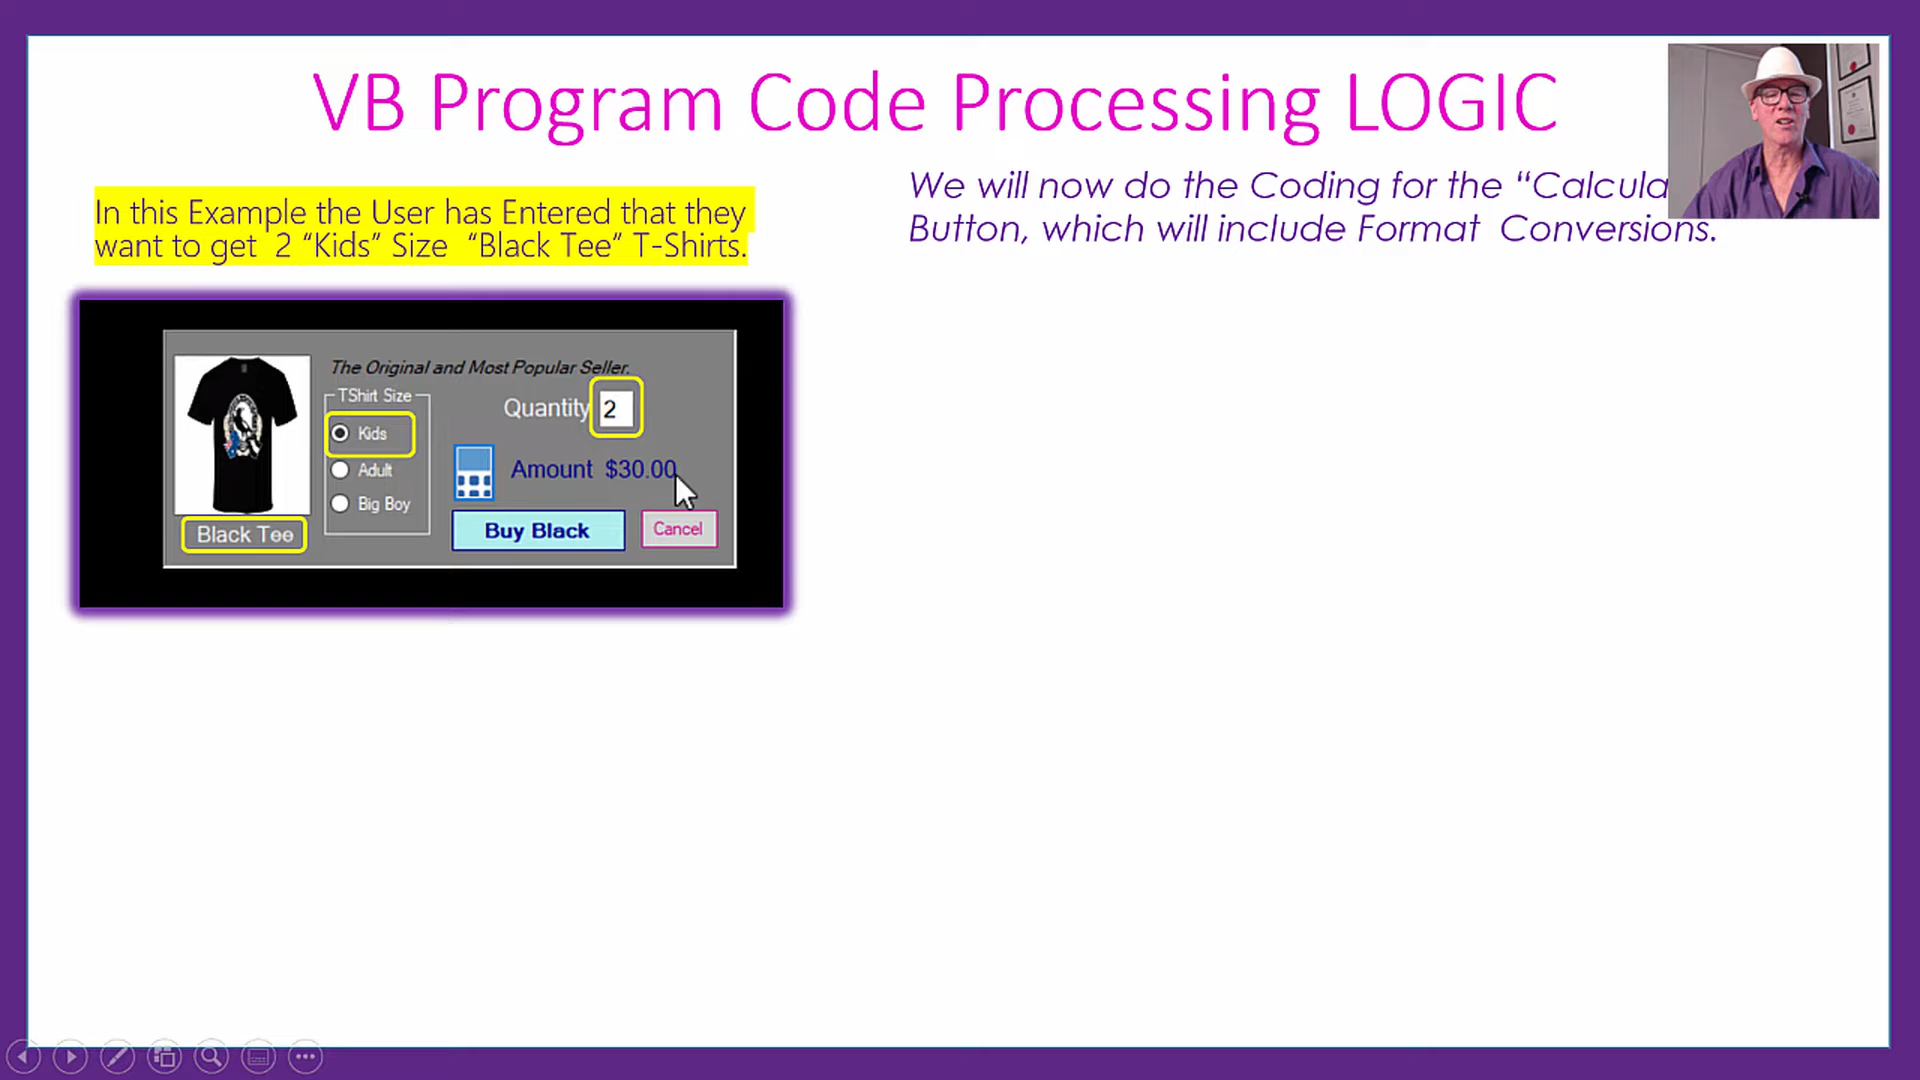 VB Program Code Processing LOGIC
In this Example the User has Entered that they
want to get 2 “Kids” Size “Black Tee” T-Shirts.
We will now do the Coding for the “Calcula
Button, which will include Format Conversions.
The Original and Most Popular Seller.
TShirt Size
Kids
Adult
Big Boy
Quantity 2
Amount $30.00
Buy Black
Cancel
Black Tee